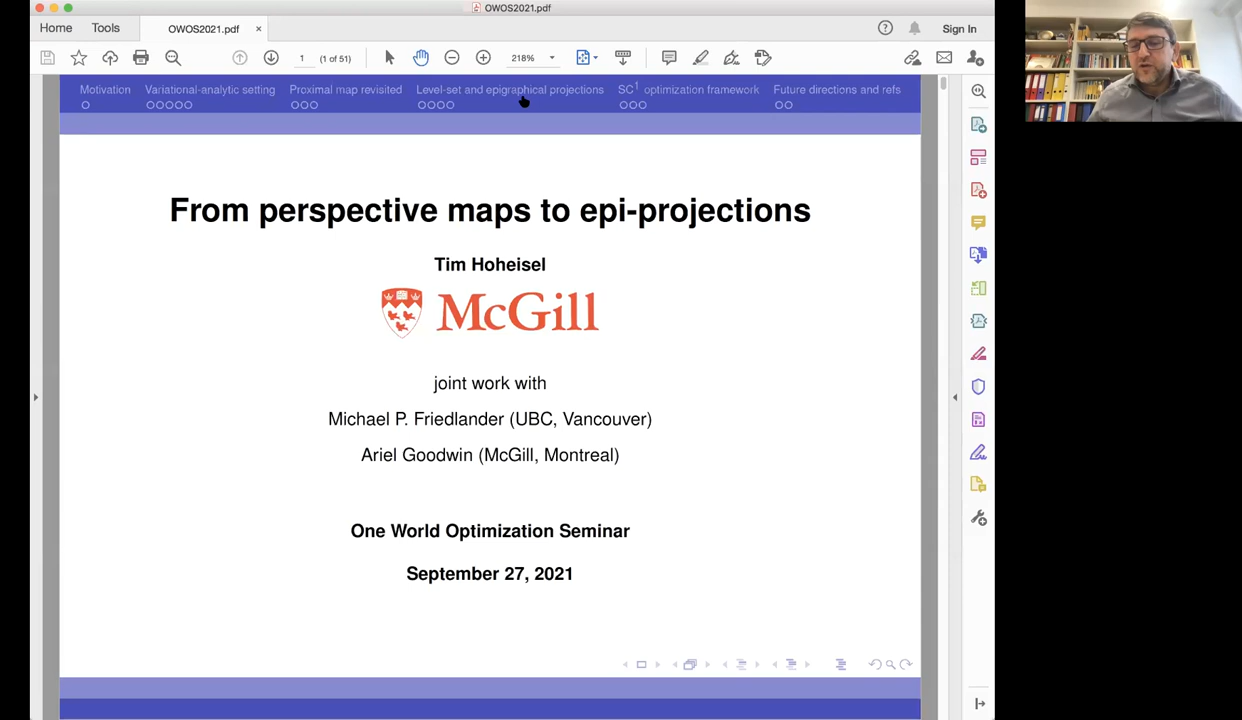 OWOS2021.pdf
Home
Tools
OWOS2021.pdf
×
Sign In
1
(1 of 51)
218%
Motivation
Variational-analytic setting
Proximal map revisited
Level-set and epigraphical projections
SC¹ optimization framework
Future directions and refs
From perspective maps to epi-projections
Tim Hoheisel
McGill
joint work with
Michael P. Friedlander (UBC, Vancouver)
Ariel Goodwin (McGill, Montreal)
One World Optimization Seminar
September 27, 2021